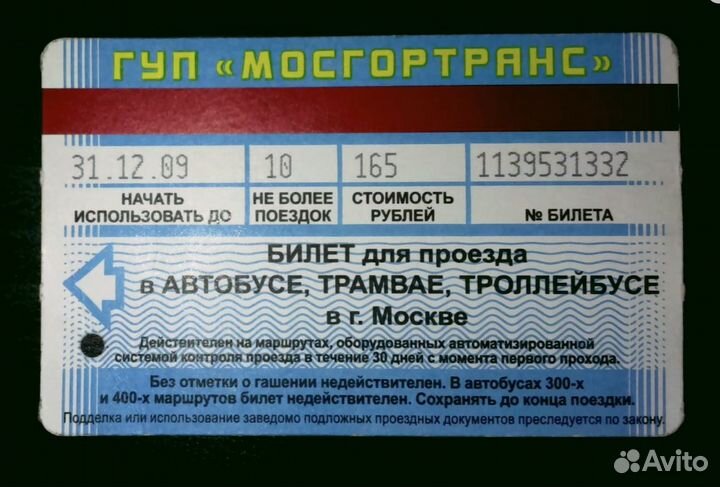 ГУП «МОСГОРТРАНС»
31.12.09 10 165 1139531332
НАЧАТЬ ИСПОЛЬЗОВАТЬ ДО
НЕ БОЛЕЕ ПОЕЗДОК
СТОИМОСТЬ РУБЛЕЙ
№ БИЛЕТА
БИЛЕТ для проезда
в АВТОБУСЕ, ТРАМВАЕ, ТРОЛЛЕЙБУСЕ
в г. Москве
Действителен на маршрутах, оборудованных автоматизированной
системой контроля проезда в течение 30 дней с момента первого прохода.
Без отметки о гашении недействителен. В автобусах 300-х
и 400-х маршрутов билет недействителен. Сохранять до конца поездки.
Подделка или использование заведомо подложных проездных документов преследуется по закону.
Avito